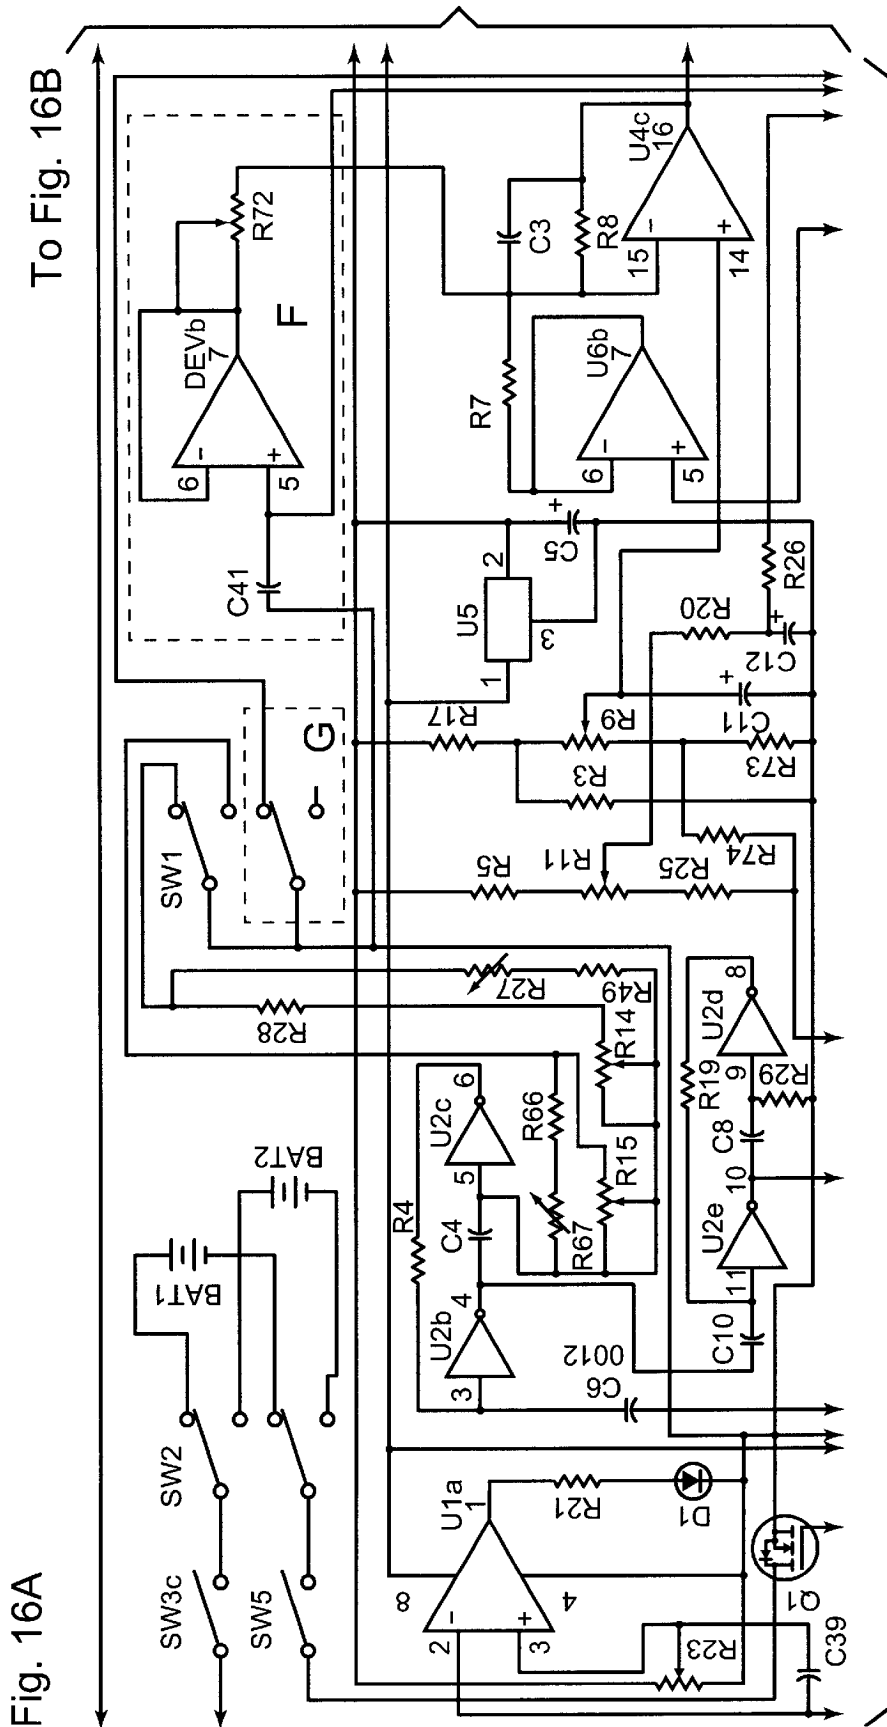 Fig. 16A
To Fig. 16B
SW3c
SW2
SW5
BAT1
BAT2
SW1
G
C41
6
−
+
5
DEVb
7
R72
F
R28
R27
R49
R14
R66
R67
R15
R4
U2b
3
4
C4
5
U2c
6
C6
0012
C10
11
U2e
10
C8
9
R29
R19
U2d
8
U1a
1
8
4
2
−
+
3
R21
D1
R23
C39
Q1
R5
R11
R25
R74
R3
R17
R9
R73
C11
+
R20
C12
+
R26
U5
1
2
3
C5
+
R7
U6b
7
6
−
+
5
C3
R8
U4c
16
15
−
+
14